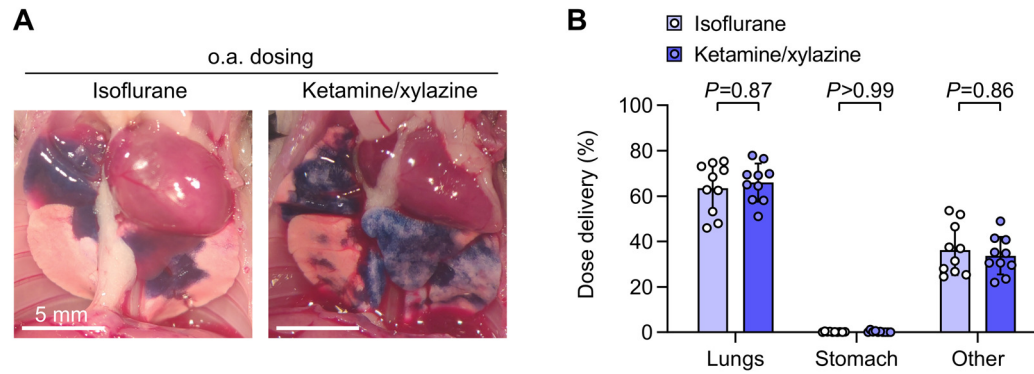 A
o.a. dosing
Isoflurane
Ketamine/xylazine
5 mm
B
Isoflurane
Ketamine/xylazine
P=0.87
P>0.99
P=0.86
Dose delivery (%)
100
80
60
40
20
0
Lungs
Stomach
Other